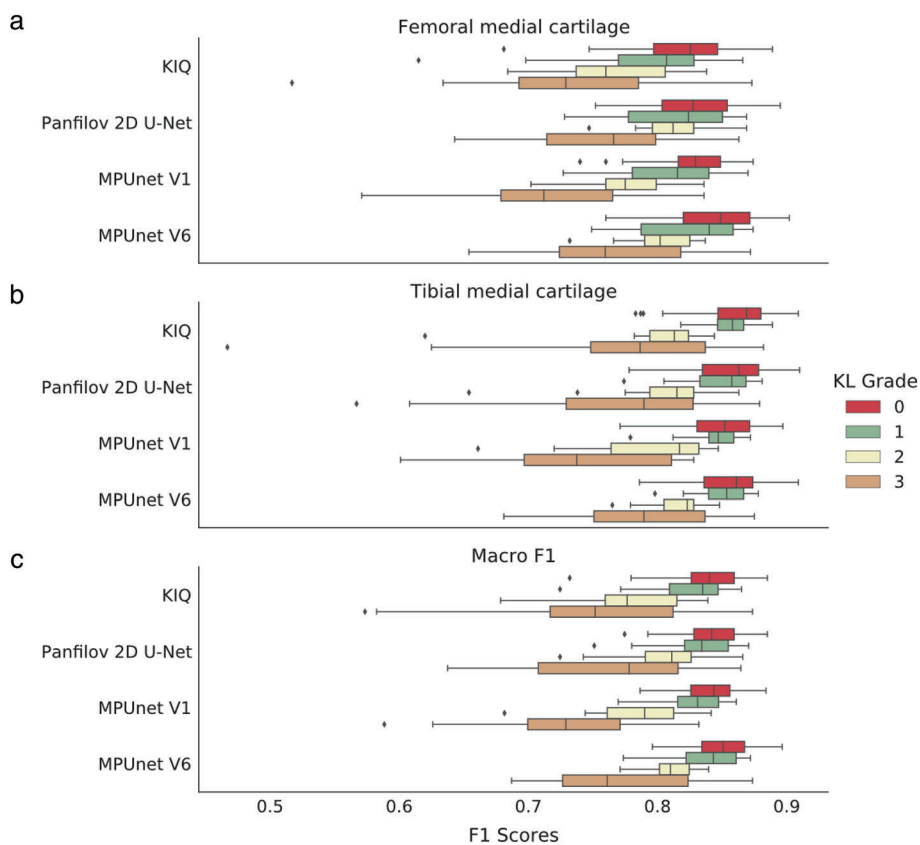 a
Femoral medial cartilage
KIQ
Panfilov 2D U-Net
MPUnet V1
MPUnet V6
b
Tibial medial cartilage
KIQ
Panfilov 2D U-Net
MPUnet V1
MPUnet V6
KL Grade
0
1
2
3
c
Macro F1
KIQ
Panfilov 2D U-Net
MPUnet V1
MPUnet V6
0.5 0.6 0.7 0.8 0.9
F1 Scores